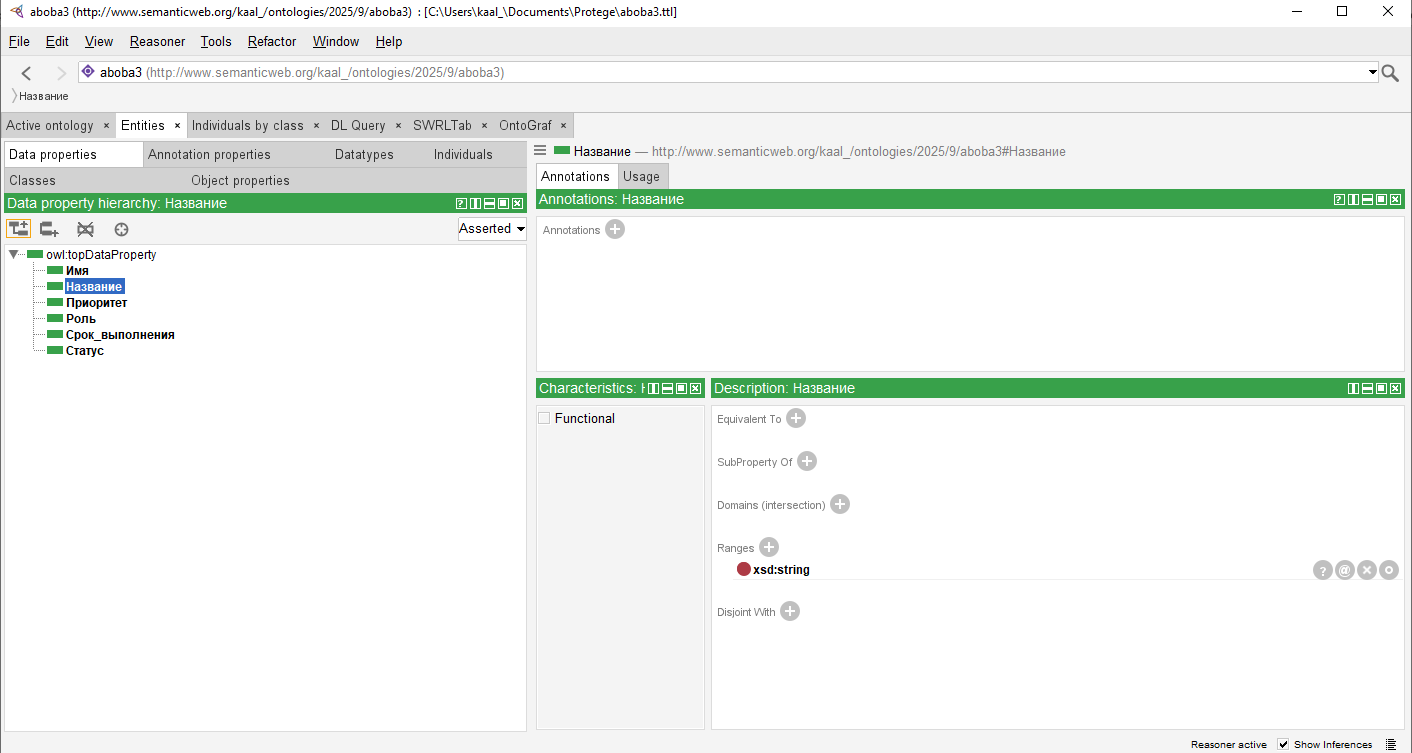 aboba3 (http://www.semanticweb.org/kaal_/ontologies/2025/9/aboba3) : [C:\Users\kaal_\Documents\Protege\aboba3.ttl]
File Edit View Reasoner Tools Refactor Window Help
aboba3 (http://www.semanticweb.org/kaal_/ontologies/2025/9/aboba3)
Название
Active ontology × Entities × Individuals by class × DL Query × SWRLTab × OntoGraf ×
Data properties Annotation properties Datatypes Individuals
Classes Object properties
Data property hierarchy: Название
Asserted
owl:topDataProperty
Имя
Название
Приоритет
Роль
Срок_выполнения
Статус
Название — http://www.semanticweb.org/kaal_/ontologies/2025/9/aboba3#Название
Annotations Usage
Annotations: Название
Annotations
Characteristics:
Functional
Description: Название
Equivalent To
SubProperty Of
Domains (intersection)
Ranges
xsd:string
Disjoint With
Reasoner active Show Inferences